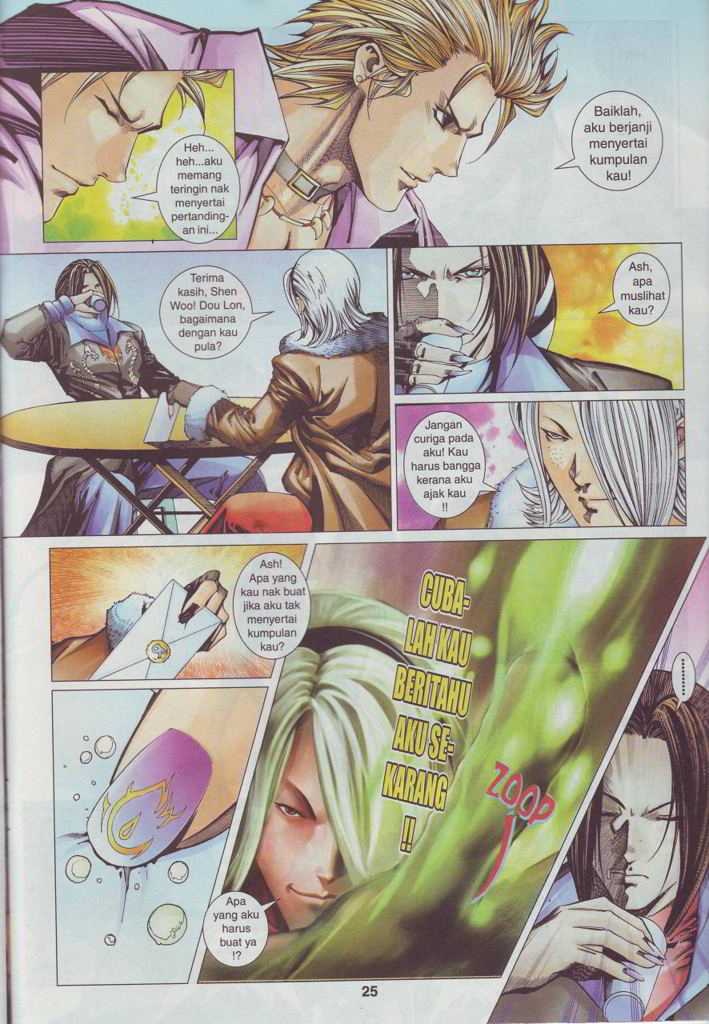 Heh...
heh...aku
memang
teringin nak
menyertai
pertanding-
an ini...
Baiklah,
aku berjanji
menyertai
kumpulan
kau!
Terima
kasih, Shen
Woo! Dou Lon,
bagaimana
dengan kau
pula?
Ash,
apa
muslihat
kau?
Jangan
curiga pada
aku! Kau
harus bangga
kerana aku
ajak kau
!!
Ash!
Apa yang
kau nak buat
jika aku tak
menyertai
kumpulan
kau?
CUBA-
LAH KAU
BERITAHU
AKU SE-
KARANG
!!
ZOOP
Apa
yang aku
harus
buat ya
!?
........
25